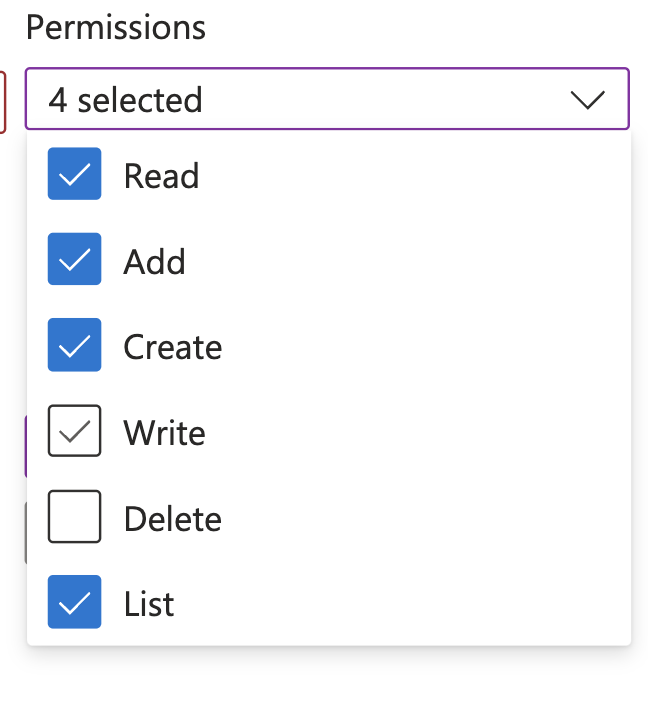 Permissions
4 selected
Read
Add
Create
Write
Delete
List